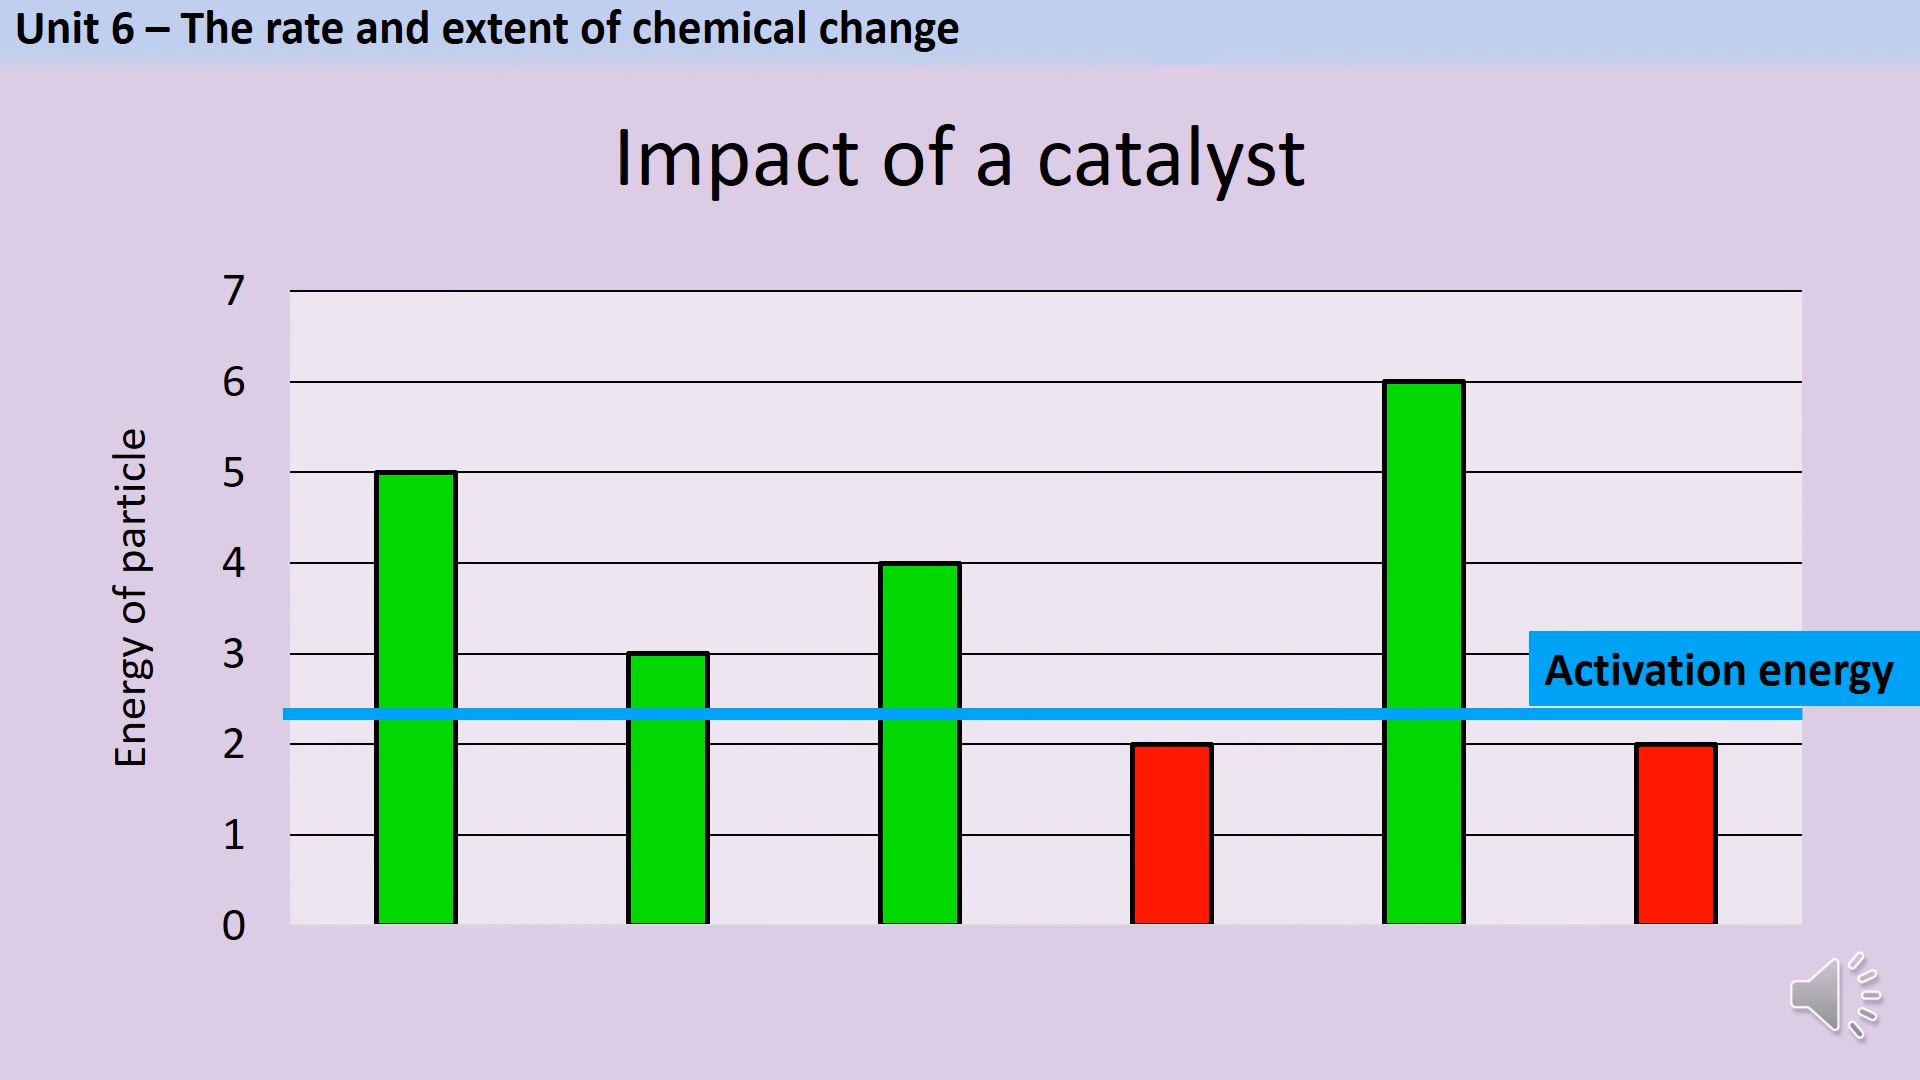 Unit 6 – The rate and extent of chemical change
Impact of a catalyst
7
6
5
4
3
2
1
0
Energy of particle
Activation energy